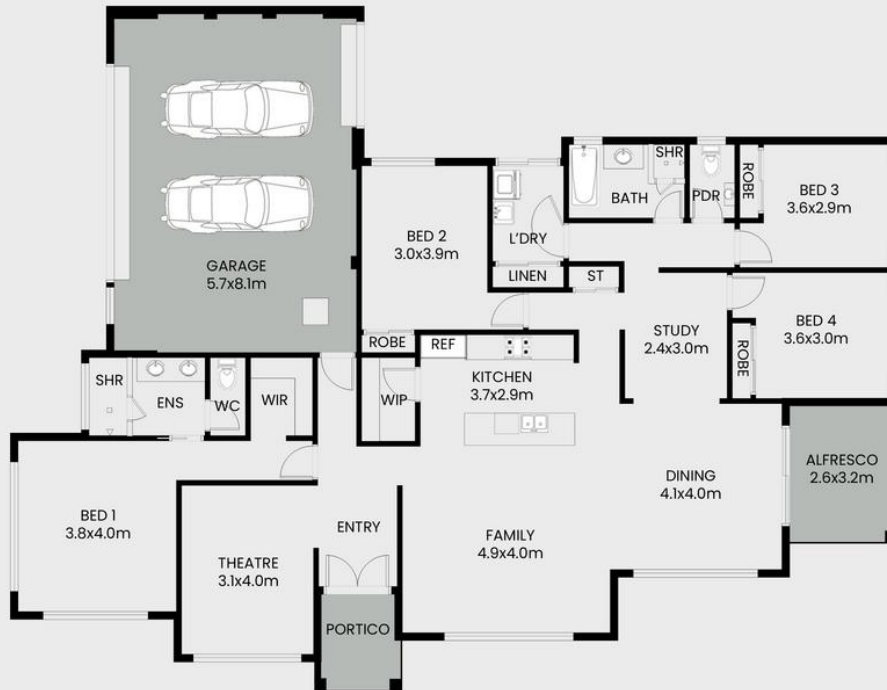 GARAGE
5.7x8.1m
BED 2
3.0x3.9m
ROBE
L'DRY
LINEN
BATH
SHR
PDR
ROBE
BED 3
3.6x2.9m
ST
STUDY
2.4x3.0m
BED 4
3.6x3.0m
ROBE
REF
KITCHEN
3.7x2.9m
WIP
SHR
ENS
WC
WIR
BED 1
3.8x4.0m
THEATRE
3.1x4.0m
ENTRY
PORTICO
FAMILY
4.9x4.0m
DINING
4.1x4.0m
ALFRESCO
2.6x3.2m